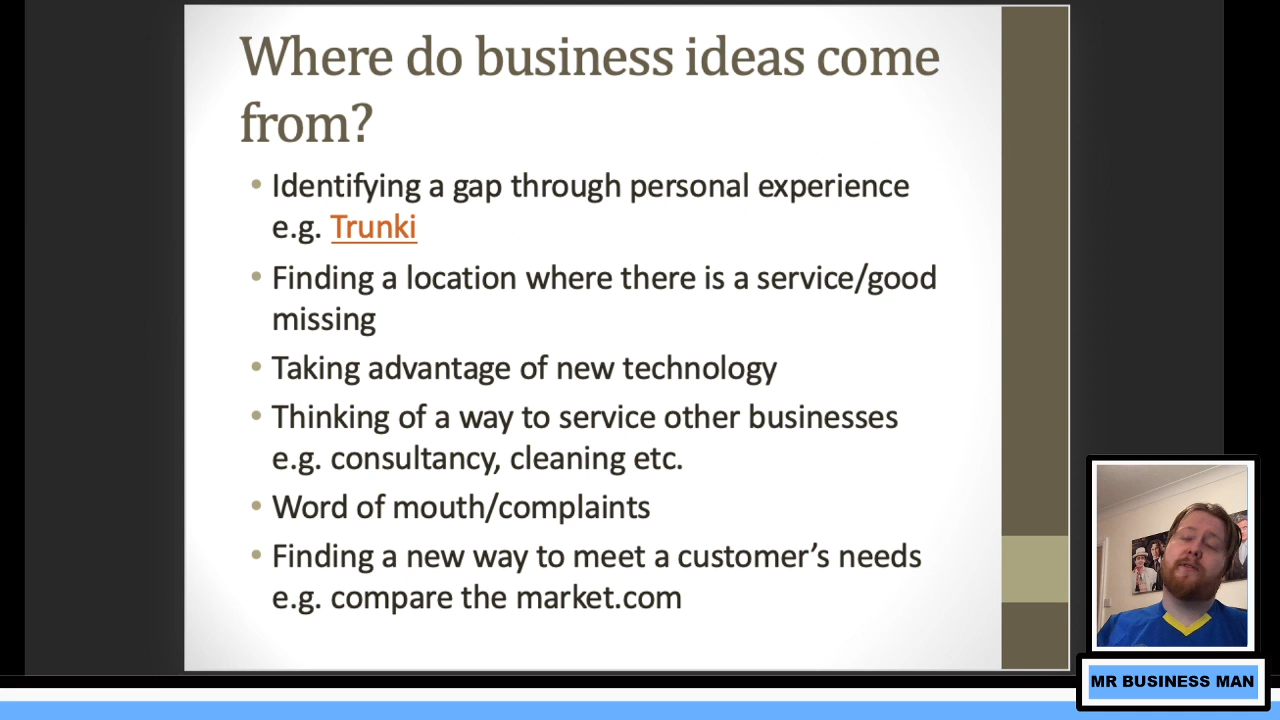 Where do business ideas come
from?
• Identifying a gap through personal experience
e.g. Trunki
• Finding a location where there is a service/good
missing
• Taking advantage of new technology
• Thinking of a way to service other businesses
e.g. consultancy, cleaning etc.
• Word of mouth/complaints
• Finding a new way to meet a customer’s needs
e.g. compare the market.com
MR BUSINESS MAN